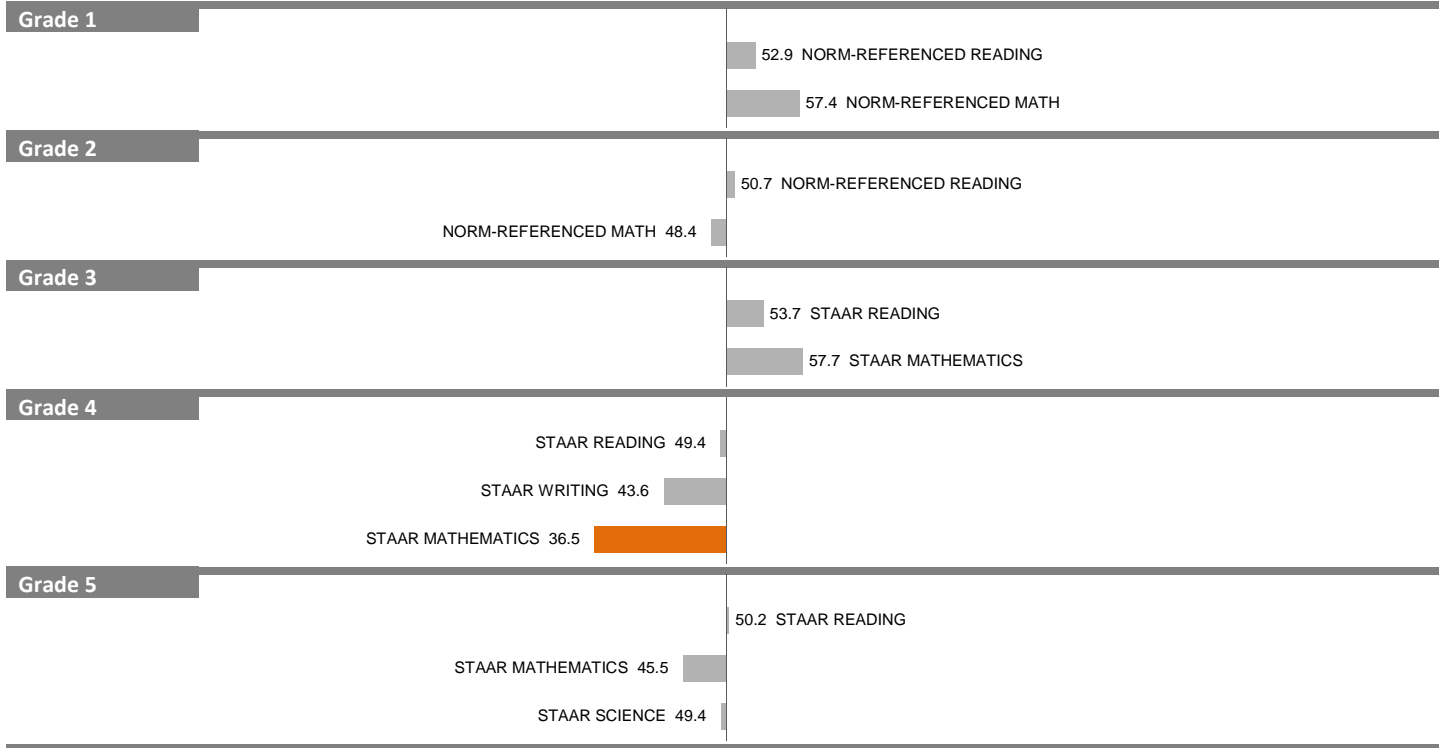 Grade 1
52.9 NORM-REFERENCED READING
57.4 NORM-REFERENCED MATH
Grade 2
50.7 NORM-REFERENCED READING
NORM-REFERENCED MATH 48.4
Grade 3
53.7 STAAR READING
57.7 STAAR MATHEMATICS
Grade 4
STAAR READING 49.4
STAAR WRITING 43.6
STAAR MATHEMATICS 36.5
Grade 5
50.2 STAAR READING
STAAR MATHEMATICS 45.5
STAAR SCIENCE 49.4